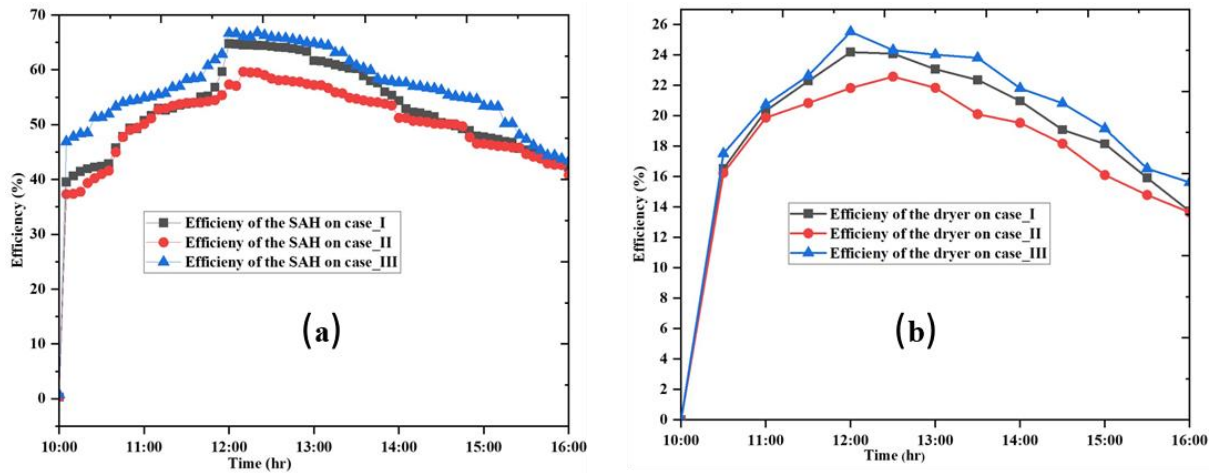 70
60
50
40
30
20
10
0
Efficiency (%)
Efficieny of the SAH on case_I
Efficieny of the SAH on case_II
Efficieny of the SAH on case_III
(a)
10:00 11:00 12:00 13:00 14:00 15:00 16:00
Time (hr)
26
24
22
20
18
16
14
12
10
8
6
4
2
0
Efficiency (%)
Efficieny of the dryer on case_I
Efficieny of the dryer on case_II
Efficieny of the dryer on case_III
(b)
10:00 11:00 12:00 13:00 14:00 15:00 16:00
Time (hr)